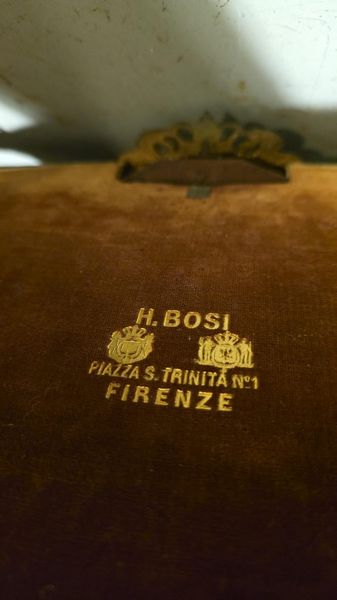 H. BOSI
PIAZZA S. TRINITÀ Nº1
FIRENZE